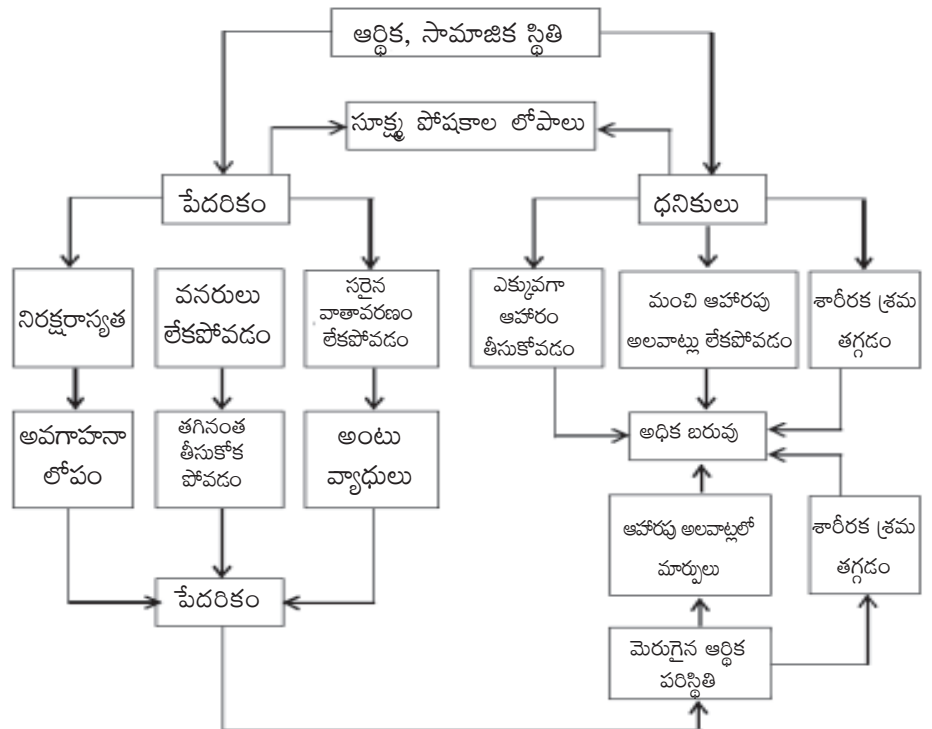 ఆర్థిక, సామాజిక స్థితి
సూక్ష్మ పోషకాల లోపాలు
పేదరికం
ధనికులు
నిరక్షరాస్యత
వనరులు
లేకపోవడం
సరైన
వాతావరణం
లేకపోవడం
ఎక్కువగా
ఆహారం
తీసుకోవడం
మంచి ఆహారపు
అలవాట్లు లేకపోవడం
శారీరక శ్రమ
తగ్గడం
అవగాహనా
లోపం
తగినంత
తీసుకోక
పోవడం
అంటు
వ్యాధులు
అధిక బరువు
ఆహారపు అలవాట్లలో
మార్పులు
శారీరక శ్రమ
తగ్గడం
పేదరికం
మెరుగైన ఆర్థిక
పరిస్థితి